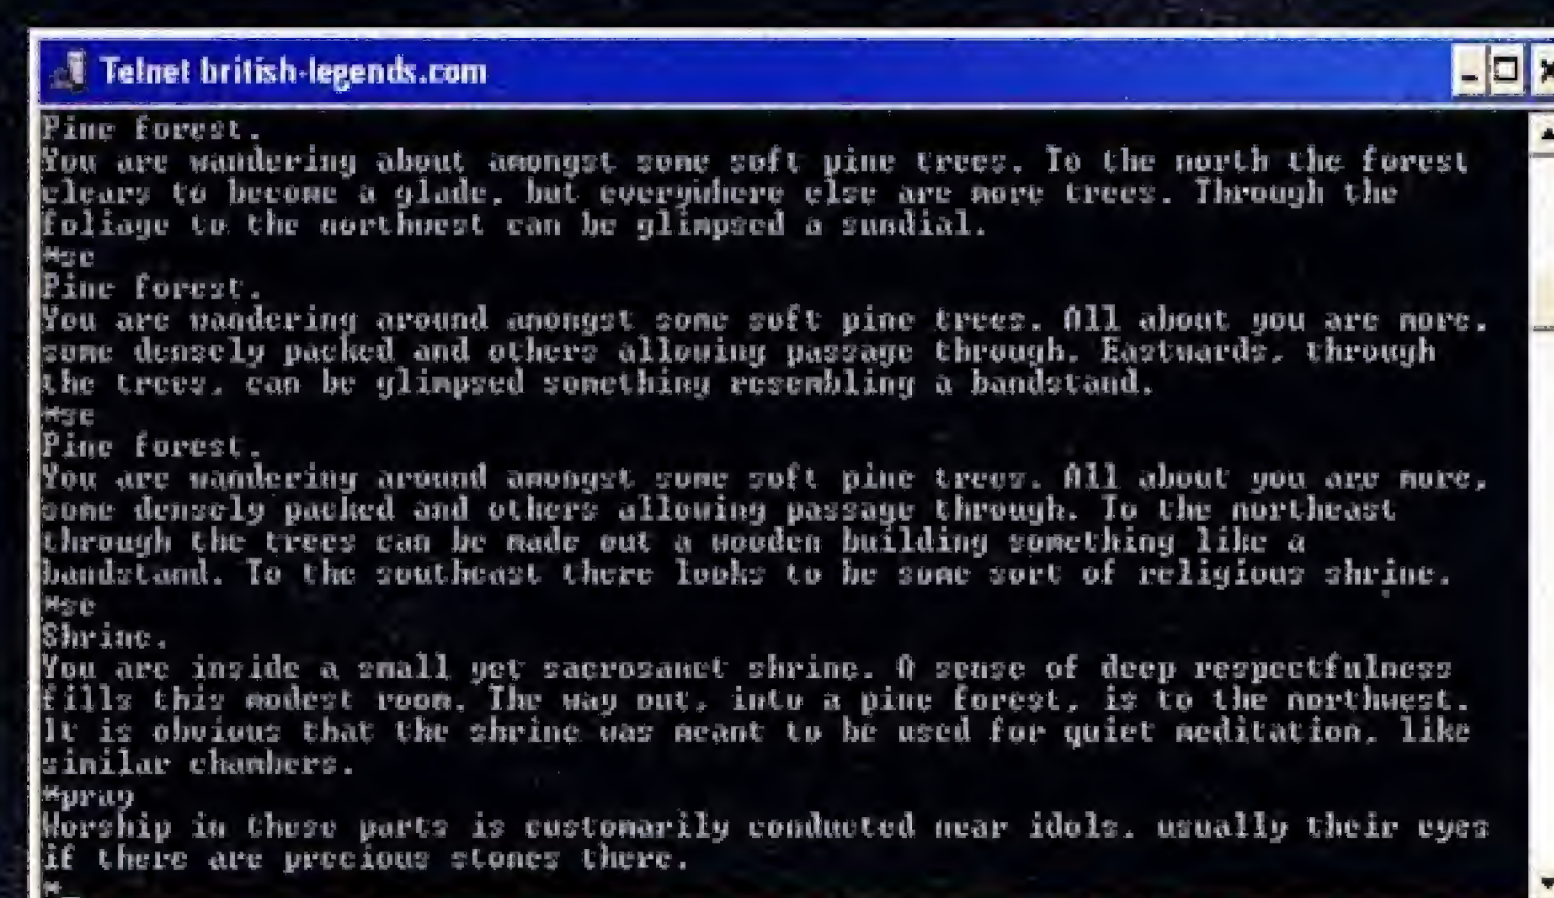 Telnet british-legends.com
Pine forest.
You are wandering about amongst some soft pine trees. To the north the forest
clears to become a glade, but everywhere else are more trees. Through the
foliage to the northwest can be glimpsed a sundial.
*se
Pine forest.
You are wandering around amongst some soft pine trees. All about you are more,
some densely packed and others allowing passage through. Eastwards, through
the trees, can be glimpsed something resembling a bandstand.
*se
Pine forest.
You are wandering around amongst some soft pine trees. All about you are more,
some densely packed and others allowing passage through. To the northeast
through the trees can be made out a wooden building something like a
bandstand. To the southeast there looks to be some sort of religious shrine.
*se
Shrine.
You are inside a small yet sacrosanct shrine. A sense of deep respectfulness
fills this modest room. The way out, into a pine forest, is to the northwest.
It is obvious that the shrine was meant to be used for quiet meditation, like
similar chambers.
*pray
Worship in these parts is customarily conducted near idols, usually their eyes
if there are precious stones there.
*_